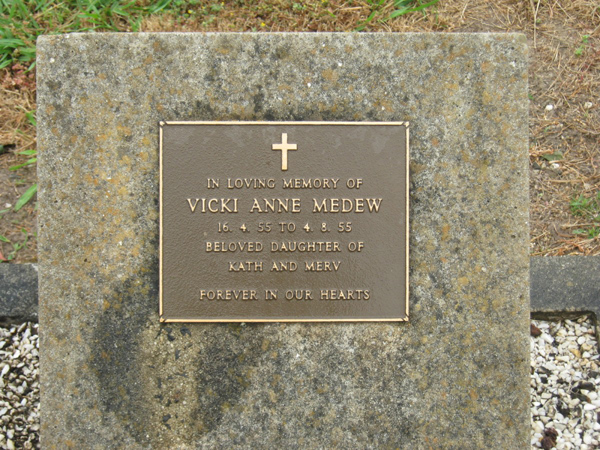 IN LOVING MEMORY OF
VICKI ANNE MEDEW
16. 4. 55 TO 4. 8. 55
BELOVED DAUGHTER OF
KATH AND MERV
FOREVER IN OUR HEARTS